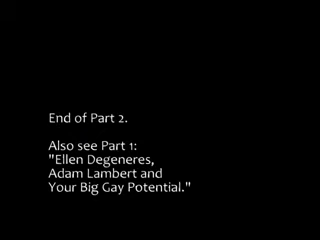 End of Part 2.
Also see Part 1:
"Ellen Degeneres,
Adam Lambert and
Your Big Gay Potential."